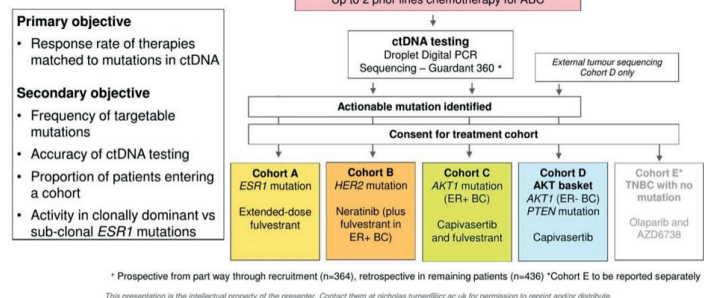 Up to 2 prior lines chemotherapy for ABC
Primary objective
• Response rate of therapies
matched to mutations in ctDNA
Secondary objective
• Frequency of targetable
mutations
• Accuracy of ctDNA testing
• Proportion of patients entering
a cohort
• Activity in clonally dominant vs
sub-clonal ESR1 mutations
ctDNA testing
Droplet Digital PCR
Sequencing – Guardant 360 +
External tumour sequencing
Cohort D only
Actionable mutation identified
Consent for treatment cohort
Cohort A
ESR1 mutation
Extended-dose
fulvestrant
Cohort B
HER2 mutation
Neratinib (plus
fulvestrant in
ER+ BC)
Cohort C
AKT1 mutation
(ER+ BC)
Capivasertib
and fulvestrant
Cohort D
AKT basket
AKT1 (ER- BC)
PTEN mutation
Capivasertib
Cohort E*
TNBC with no
mutation
Olaparib and
AZD6738
+ Prospective from part way through recruitment (n=364), retrospective in remaining patients (n=436) *Cohort E to be reported separately
This presentation is the intellectual property of the presenter. Contact them at nicholas.turner@icr.ac.uk for permission to reprint and/or distribute.